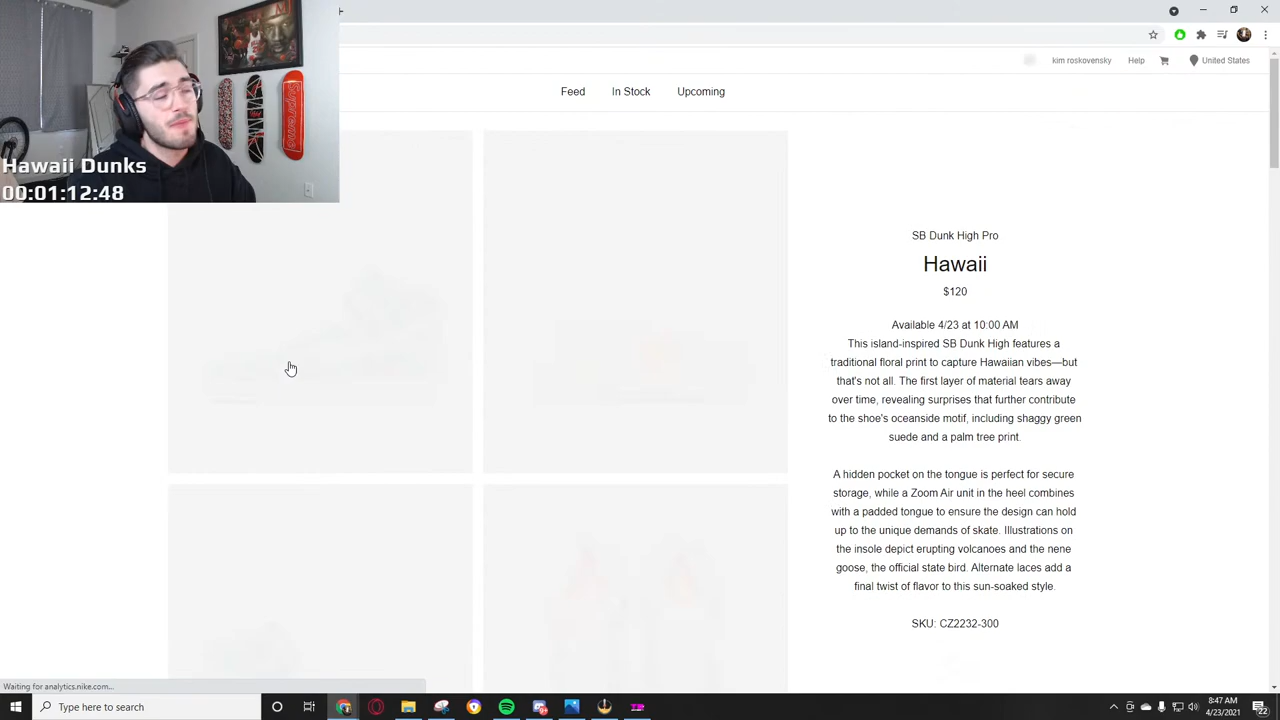 kim roskovensky
Help
United States
Feed
In Stock
Upcoming
Supreme
Hawaii Dunks
00:01:12:48
SB Dunk High Pro
Hawaii
$120
Available 4/23 at 10:00 AM
This island-inspired SB Dunk High features a
traditional floral print to capture Hawaiian vibes—but
that's not all. The first layer of material tears away
over time, revealing surprises that further contribute
to the shoe's oceanside motif, including shaggy green
suede and a palm tree print.
A hidden pocket on the tongue is perfect for secure
storage, while a Zoom Air unit in the heel combines
with a padded tongue to ensure the design can hold
up to the unique demands of skate. Illustrations on
the insole depict erupting volcanoes and the nene
goose, the official state bird. Alternate laces add a
final twist of flavor to this sun-soaked style.
SKU: CZ2232-300
Waiting for analytics.nike.com...
Type here to search
8:47 AM
4/23/2021
22